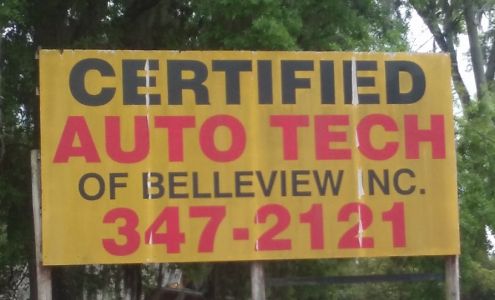 CERTIFIED
AUTO TECH
OF BELLEVIEW INC.
347-2121